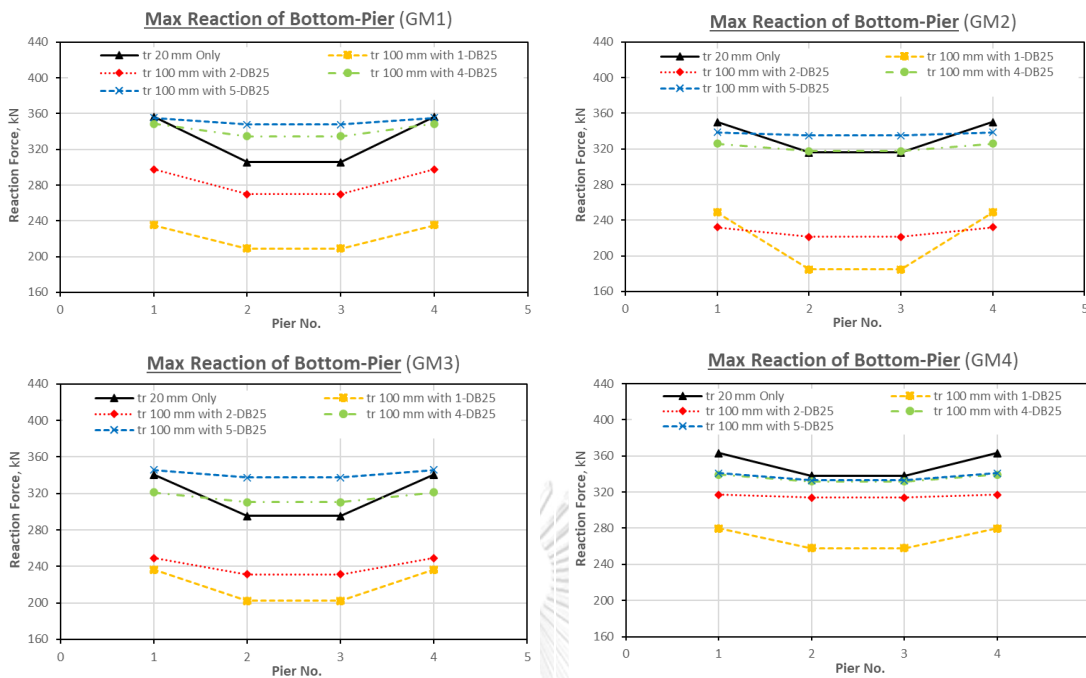 Max Reaction of Bottom-Pier (GM1)
Reaction Force, kN
440
400
360
320
280
240
200
160
tr 20 mm Only
tr 100 mm with 1-DB25
tr 100 mm with 2-DB25
tr 100 mm with 4-DB25
tr 100 mm with 5-DB25
0 1 2 3 4 5
Pier No.
Max Reaction of Bottom-Pier (GM2)
Reaction Force, kN
440
400
360
320
280
240
200
160
tr 20 mm Only
tr 100 mm with 1-DB25
tr 100 mm with 2-DB25
tr 100 mm with 4-DB25
tr 100 mm with 5-DB25
0 1 2 3 4 5
Pier No.
Max Reaction of Bottom-Pier (GM3)
Reaction Force, kN
440
400
360
320
280
240
200
160
tr 20 mm Only
tr 100 mm with 1-DB25
tr 100 mm with 2-DB25
tr 100 mm with 4-DB25
tr 100 mm with 5-DB25
0 1 2 3 4 5
Pier No.
Max Reaction of Bottom-Pier (GM4)
Reaction Force, kN
440
400
360
320
280
240
200
160
tr 20 mm Only
tr 100 mm with 1-DB25
tr 100 mm with 2-DB25
tr 100 mm with 4-DB25
tr 100 mm with 5-DB25
0 1 2 3 4 5
Pier No.